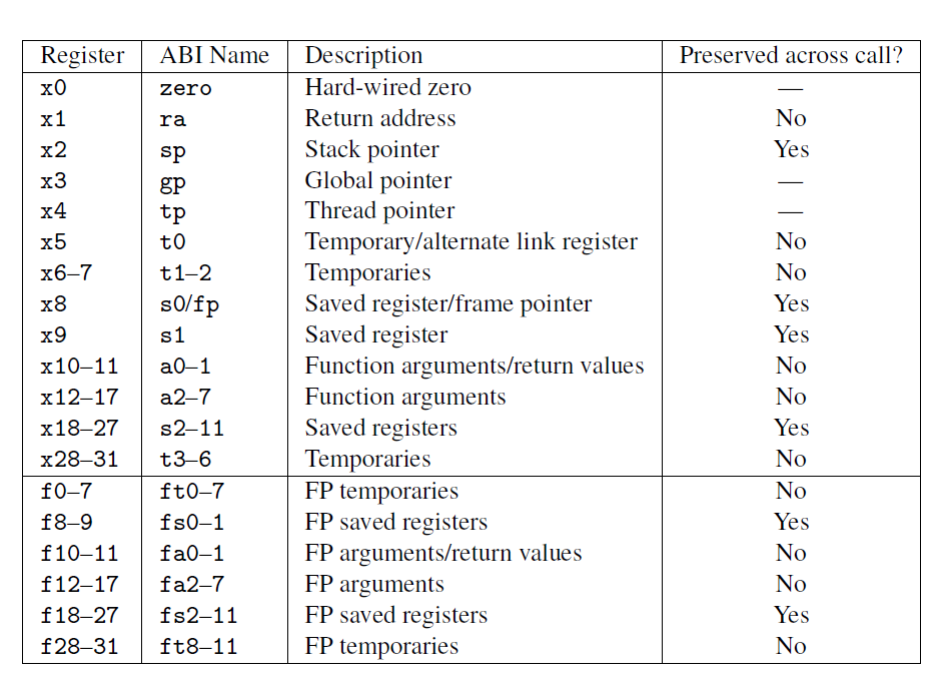 Register ABI Name Description Preserved across call?
x0 zero Hard-wired zero —
x1 ra Return address No
x2 sp Stack pointer Yes
x3 gp Global pointer —
x4 tp Thread pointer —
x5 t0 Temporary/alternate link register No
x6–7 t1–2 Temporaries No
x8 s0/fp Saved register/frame pointer Yes
x9 s1 Saved register Yes
x10–11 a0–1 Function arguments/return values No
x12–17 a2–7 Function arguments No
x18–27 s2–11 Saved registers Yes
x28–31 t3–6 Temporaries No
f0–7 ft0–7 FP temporaries No
f8–9 fs0–1 FP saved registers Yes
f10–11 fa0–1 FP arguments/return values No
f12–17 fa2–7 FP arguments No
f18–27 fs2–11 FP saved registers Yes
f28–31 ft8–11 FP temporaries No